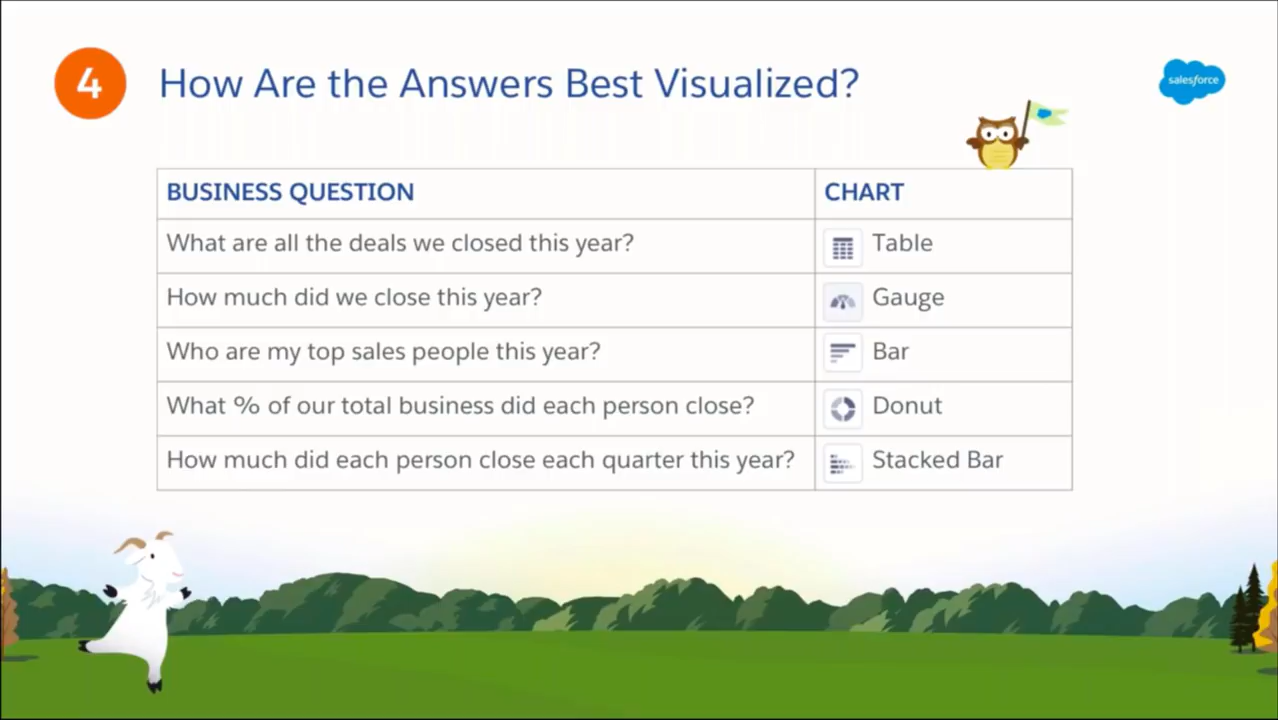 4
How Are the Answers Best Visualized?
salesforce
BUSINESS QUESTION
CHART
What are all the deals we closed this year?
Table
How much did we close this year?
Gauge
Who are my top sales people this year?
Bar
What % of our total business did each person close?
Donut
How much did each person close each quarter this year?
Stacked Bar